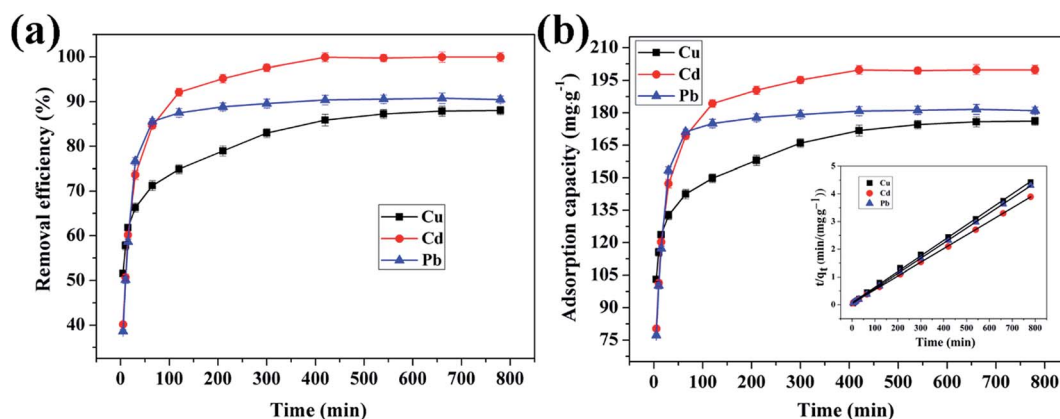 (a)
Removal efficiency (%)
100
90
80
70
60
50
40
Cu
Cd
Pb
0 100 200 300 400 500 600 700 800
Time (min)
(b)
Adsorption capacity (mg.g-1)
210
195
180
165
150
135
120
105
90
75
Cu
Cd
Pb
t/qt (min/(mgg−1))
5
4
3
2
1
0
Cu
Cd
Pb
0 100 200 300 400 500 600 700 800
Time (min)
0 100 200 300 400 500 600 700 800
Time (min)